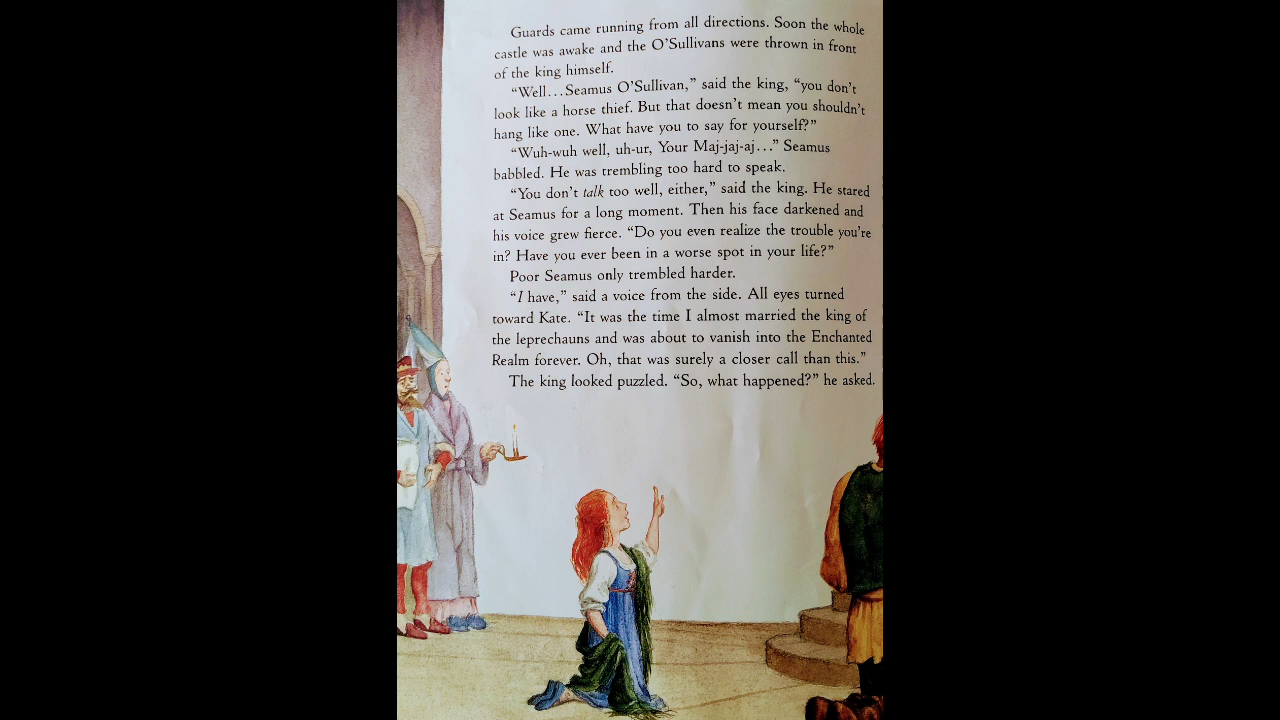 Guards came running from all directions. Soon the whole
castle was awake and the O'Sullivans were thrown in front
of the king himself.
“Well...Seamus O'Sullivan,” said the king, “you don't
look like a horse thief. But that doesn't mean you shouldn't
hang like one. What have you to say for yourself?”
“Wuh-wuh well, uh-ur, Your Maj-jaj-aj...” Seamus
babbled. He was trembling too hard to speak.
“You don't talk too well, either,” said the king. He stared
at Seamus for a long moment. Then his face darkened and
his voice grew fierce. “Do you even realize the trouble you're
in? Have you ever been in a worse spot in your life?”
Poor Seamus only trembled harder.
“I have,” said a voice from the side. All eyes turned
toward Kate. “It was the time I almost married the king of
the leprechauns and was about to vanish into the Enchanted
Realm forever. Oh, that was surely a closer call than this.”
The king looked puzzled. “So, what happened?” he asked.